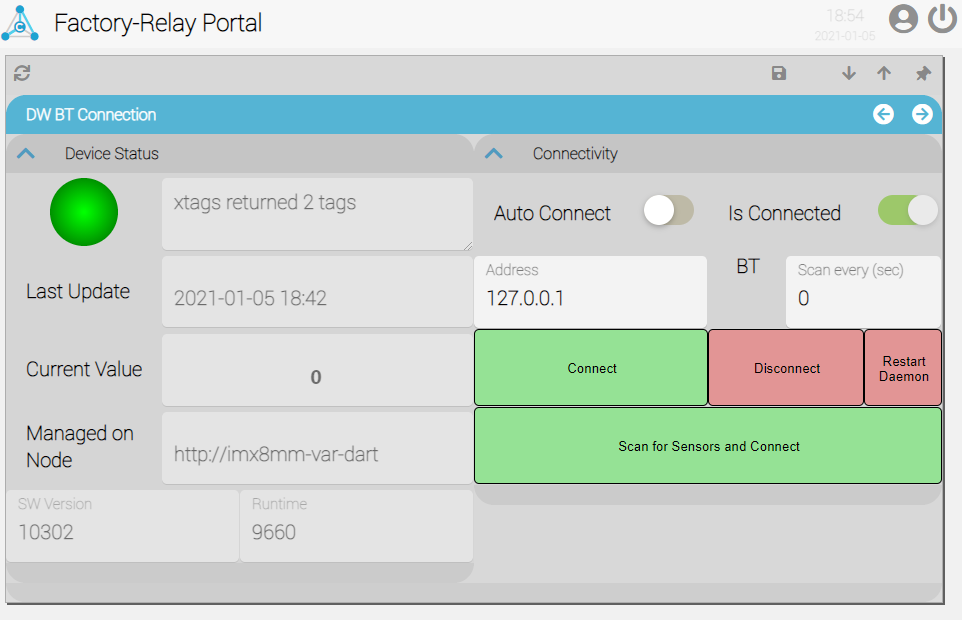 Factory-Relay Portal
18:54
2021-01-05
DW BT Connection
Device Status
Connectivity
xtags returned 2 tags
Auto Connect
Is Connected
Last Update
2021-01-05 18:42
Address
127.0.0.1
BT
Scan every (sec)
0
Current Value
0
Connect
Disconnect
Restart
Daemon
Managed on
Node
http://imx8mm-var-dart
Scan for Sensors and Connect
SW Version
10302
Runtime
9660